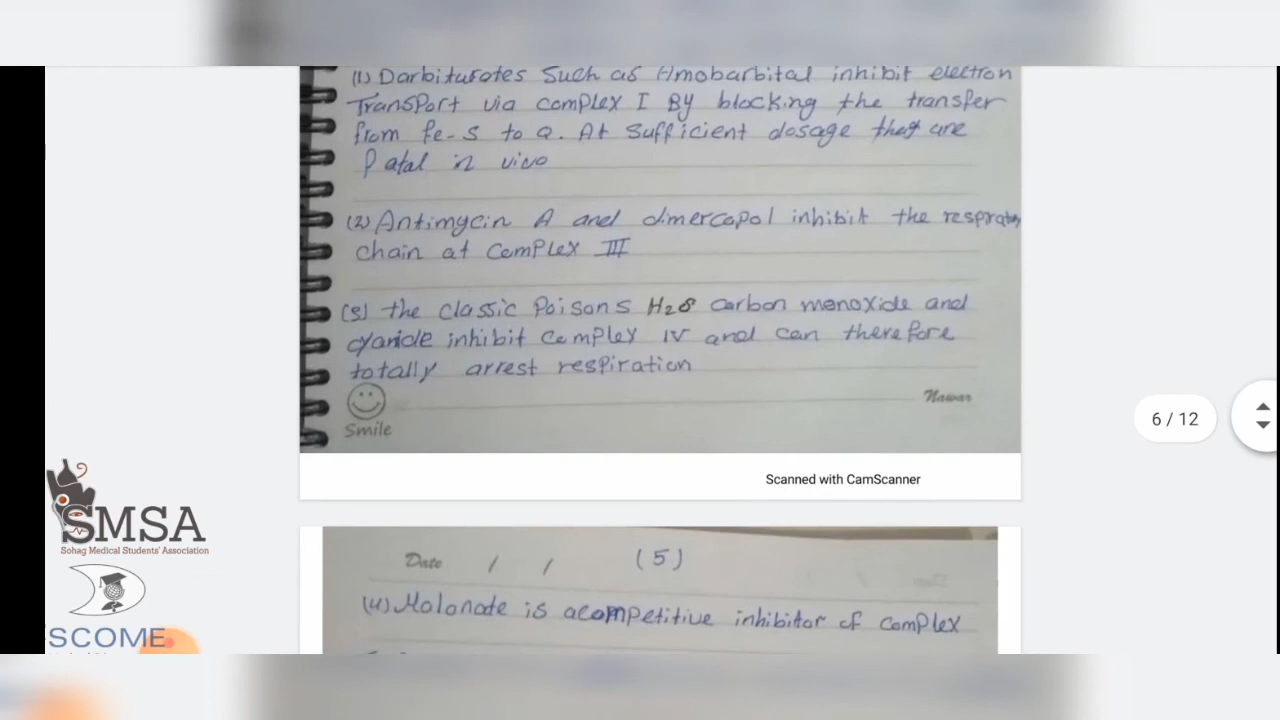 (1) Barbiturates Such as Amobarbital inhibit electron
Transport via complex I By blocking the transfer
from Fe-S to Q. At Sufficient dosage they are
Fatal in vivo
(2) Antimycin A and dimercapol inhibit the respiratory
chain at Complex III
(3) the classic Poisons H2S carbon monoxide and
cyanide inhibit Complex IV and can therefore
totally arrest respiration
Smile
Nawar
Scanned with CamScanner
6 / 12
Date / / (5)
(4) Malonate is a competitive inhibitor of complex
SMSA
Sohag Medical Students' Association
SCOME